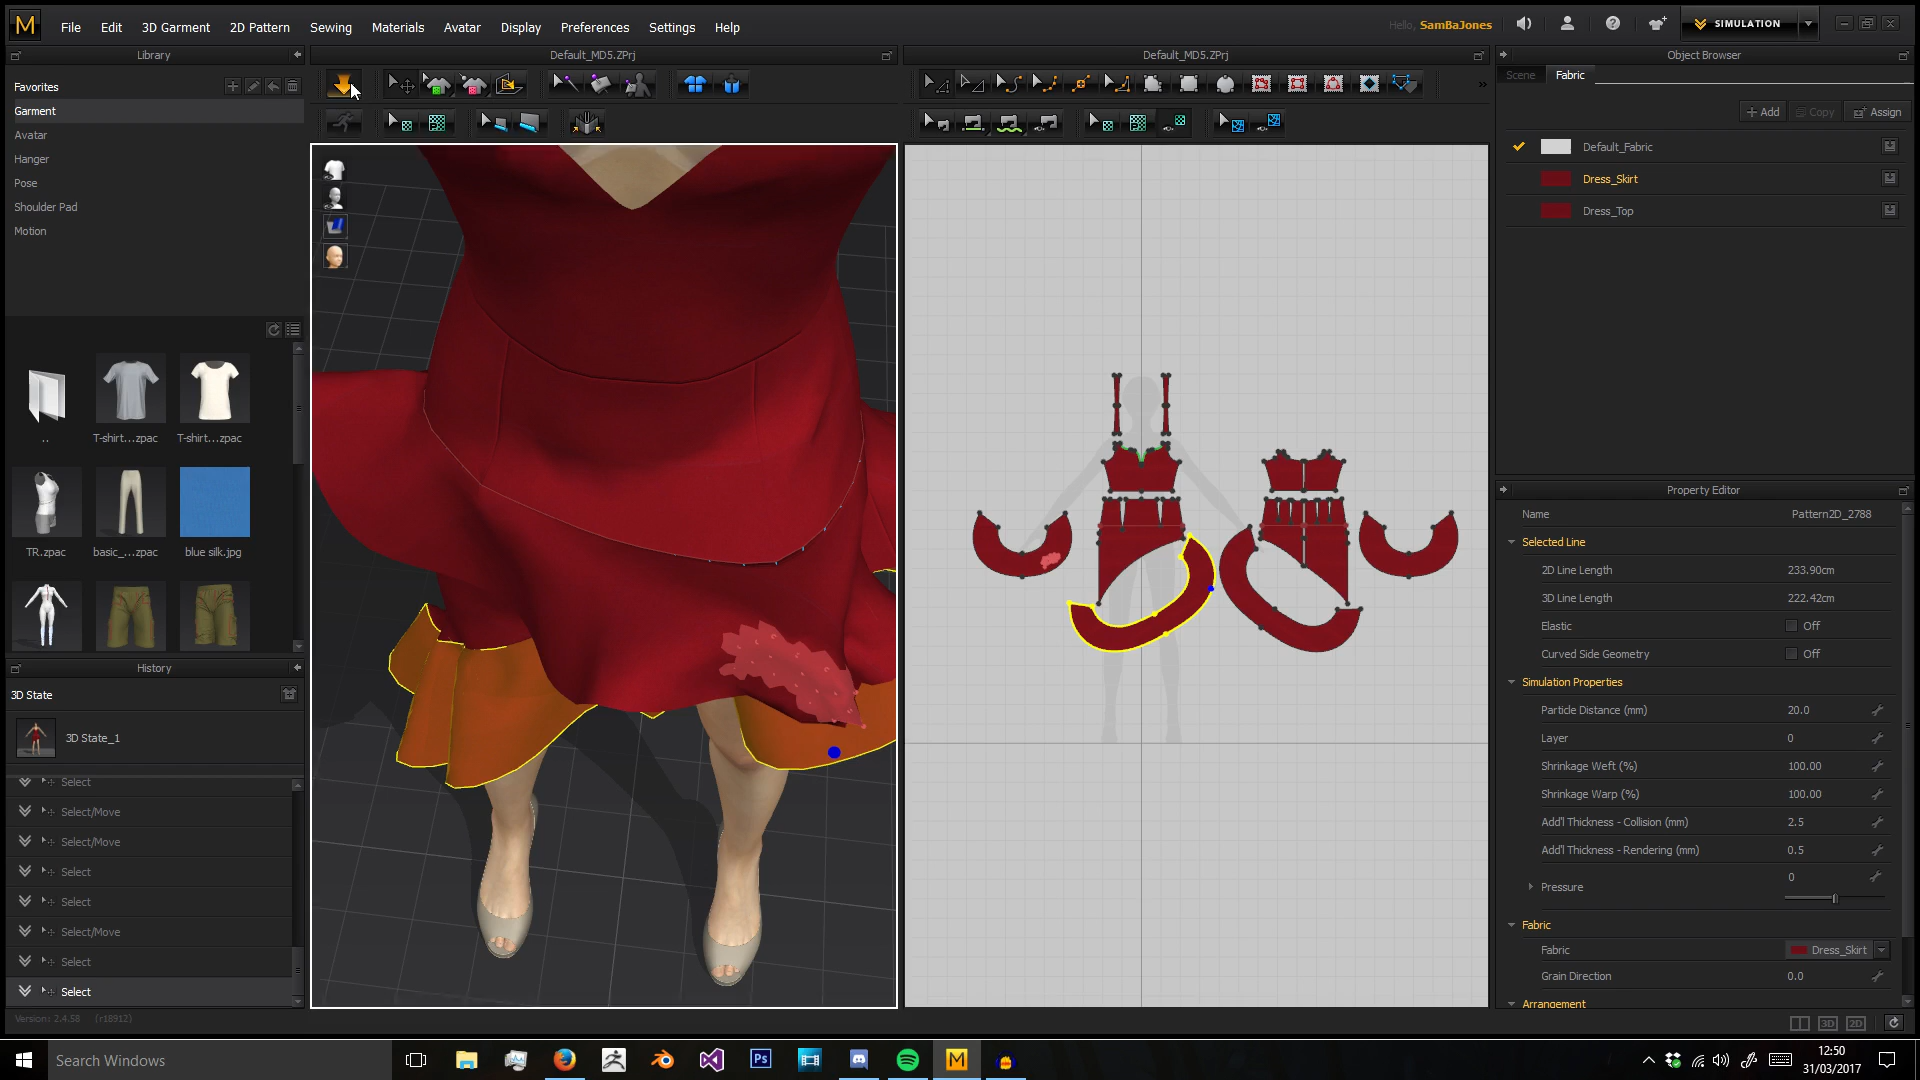 M File Edit 3D Garment 2D Pattern Sewing Materials Avatar Display Preferences Settings Help Hello, SamBaJones SIMULATION
Library
Favorites
Garment
Avatar
Hanger
Pose
Shoulder Pad
Motion
..
T-shirt...zpac
T-shirt...zpac
TR.zpac
basic_...zpac
blue silk.jpg
History
3D State
3D State_1
Select
Select/Move
Select/Move
Select
Select
Select/Move
Select
Select
Version: 2.4.58 (r18912)
Default_MD5.ZPrj
Default_MD5.ZPrj
Object Browser
Scene Fabric
+ Add Copy Assign
Default_Fabric
Dress_Skirt
Dress_Top
Property Editor
Name Pattern2D_2788
Selected Line
2D Line Length 233.90cm
3D Line Length 222.42cm
Elastic Off
Curved Side Geometry Off
Simulation Properties
Particle Distance (mm) 20.0
Layer 0
Shrinkage Weft (%) 100.00
Shrinkage Warp (%) 100.00
Add'l Thickness - Collision (mm) 2.5
Add'l Thickness - Rendering (mm) 0.5
Pressure 0
Fabric
Fabric Dress_Skirt
Grain Direction 0.0
Arrangement
3D 2D
Search Windows
Ps
M
12:50
31/03/2017